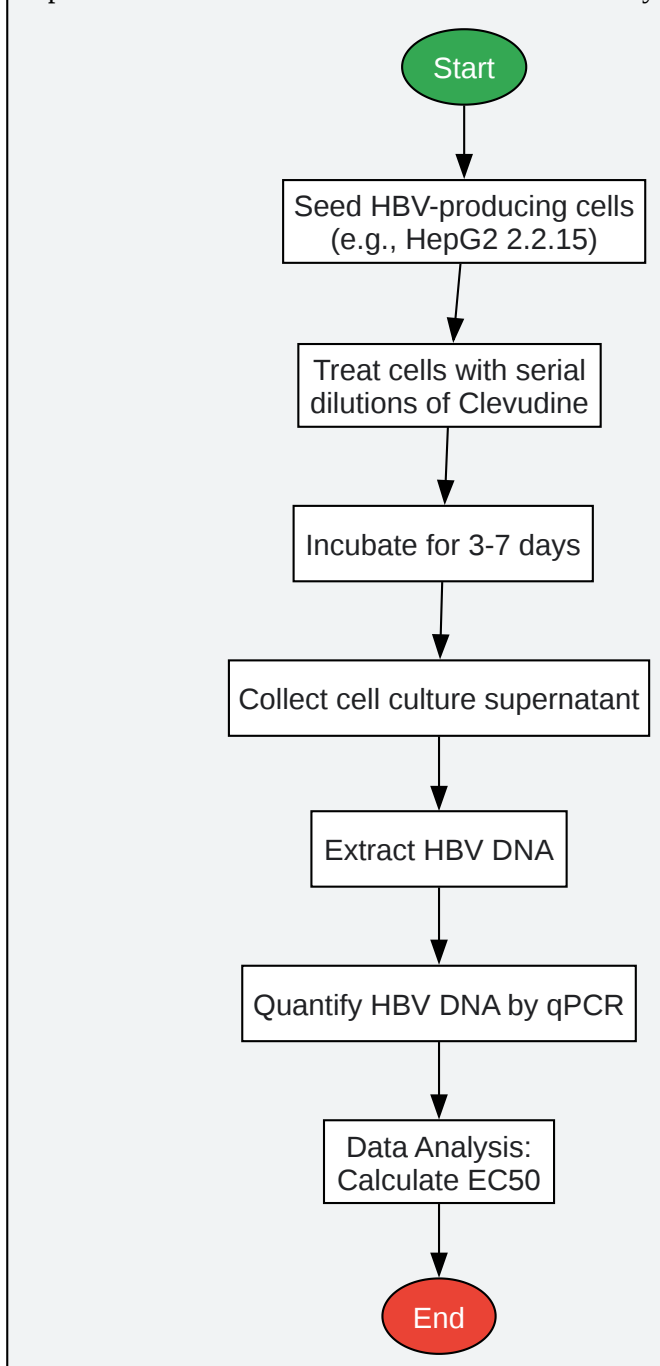 Start
Seed HBV-producing cells
(e.g., HepG2 2.2.15)
Treat cells with serial
dilutions of Clevudine
Incubate for 3-7 days
Collect cell culture supernatant
Extract HBV DNA
Quantify HBV DNA by qPCR
Data Analysis:
Calculate EC50
End